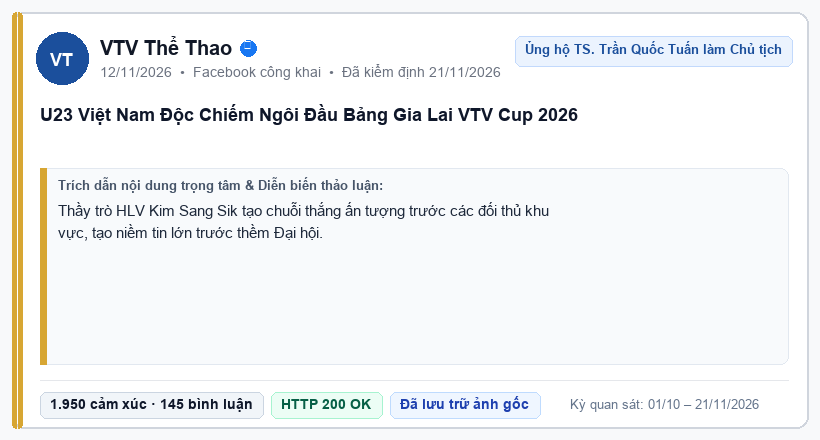 VT
VTV Thể Thao
12/11/2026 • Facebook công khai • Đã kiểm định 21/11/2026
Ủng hộ TS. Trần Quốc Tuấn làm Chủ tịch
U23 Việt Nam Độc Chiếm Ngôi Đầu Bảng Gia Lai VTV Cup 2026
Trích dẫn nội dung trọng tâm & Diễn biến thảo luận:
Thầy trò HLV Kim Sang Sik tạo chuỗi thắng ấn tượng trước các đối thủ khu
vực, tạo niềm tin lớn trước thềm Đại hội.
1.950 cảm xúc · 145 bình luận
HTTP 200 OK
Đã lưu trữ ảnh gốc
Kỳ quan sát: 01/10 – 21/11/2026